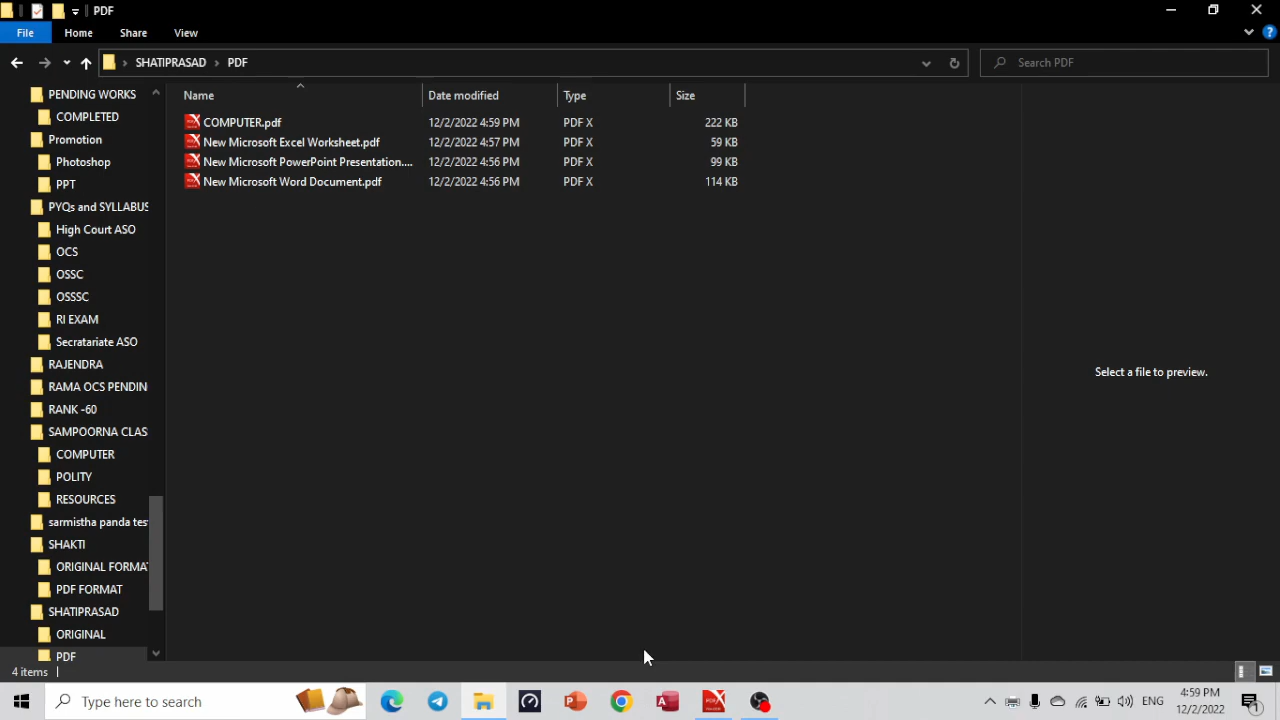 PDF
File Home Share View
SHATIPRASAD PDF Search PDF
PENDING WORKS
COMPLETED
Promotion
Photoshop
PPT
PYQs and SYLLABUS
High Court ASO
OCS
OSSC
OSSSC
RI EXAM
Secratariate ASO
RAJENDRA
RAMA OCS PENDIN
RANK -60
SAMPOORNA CLAS
COMPUTER
POLITY
RESOURCES
sarmistha panda test
SHAKTI
ORIGINAL FORMA
PDF FORMAT
SHATIPRASAD
ORIGINAL
PDF
Name Date modified Type Size
COMPUTER.pdf 12/2/2022 4:59 PM PDF X 222 KB
New Microsoft Excel Worksheet.pdf 12/2/2022 4:57 PM PDF X 59 KB
New Microsoft PowerPoint Presentation.... 12/2/2022 4:56 PM PDF X 99 KB
New Microsoft Word Document.pdf 12/2/2022 4:56 PM PDF X 114 KB
Select a file to preview.
4 items
Type here to search
ENG
4:59 PM
12/2/2022
1